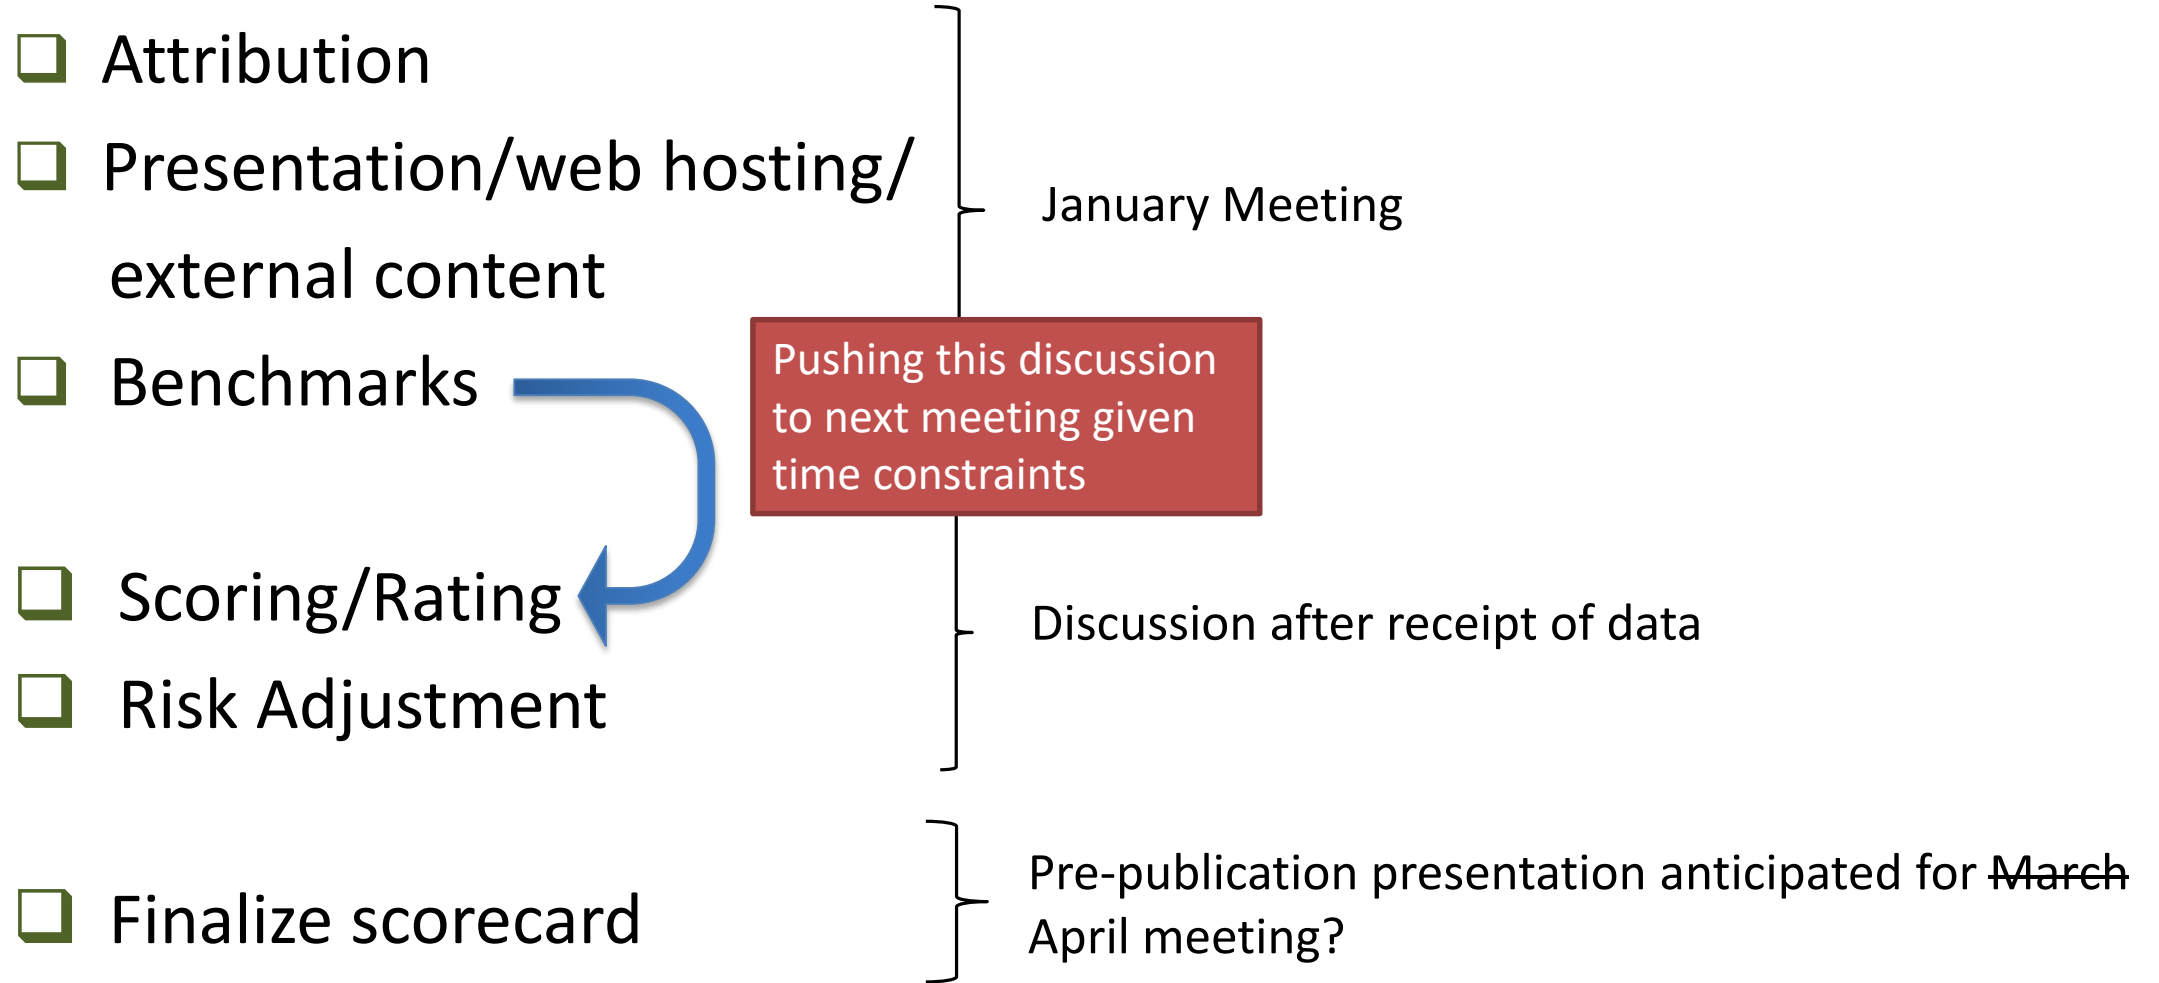 Attribution
Presentation/web hosting/
external content
January Meeting
Benchmarks
Pushing this discussion
to next meeting given
time constraints
Scoring/Rating
Risk Adjustment
Discussion after receipt of data
Finalize scorecard
Pre-publication presentation anticipated for March
April meeting?